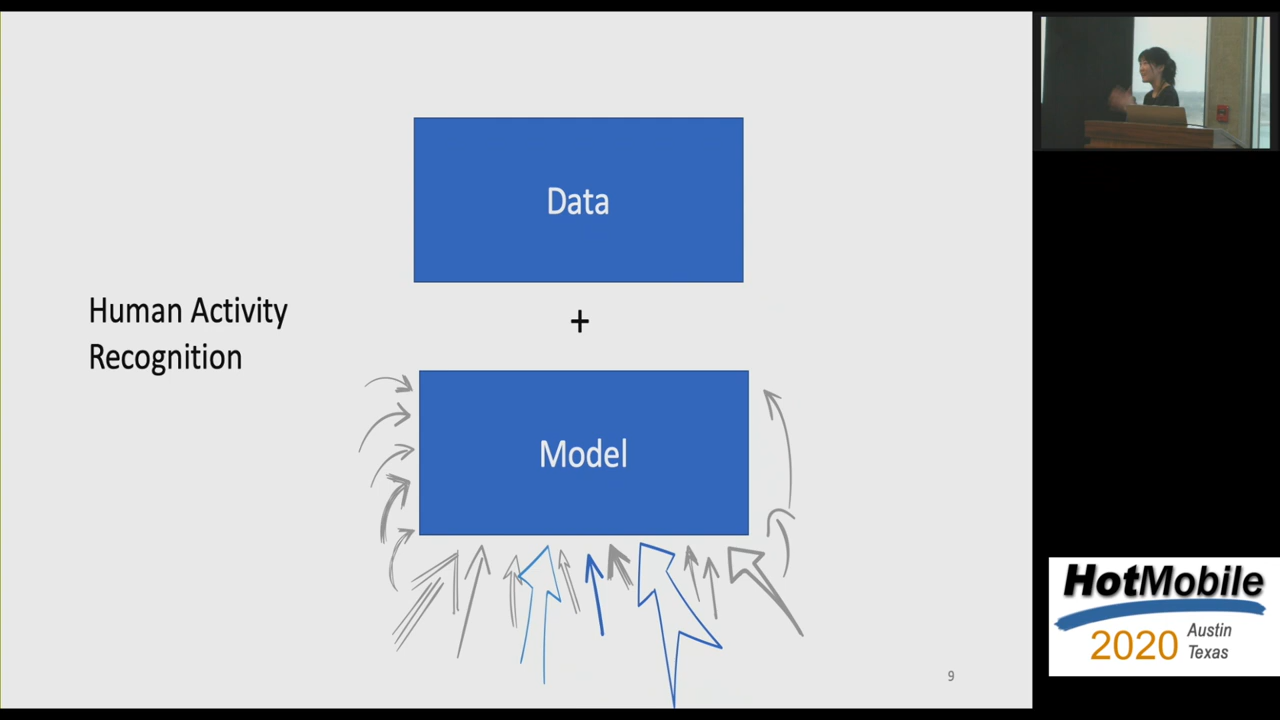 Data
Human Activity
Recognition
+
Model
9
HotMobile
2020 Austin
Texas